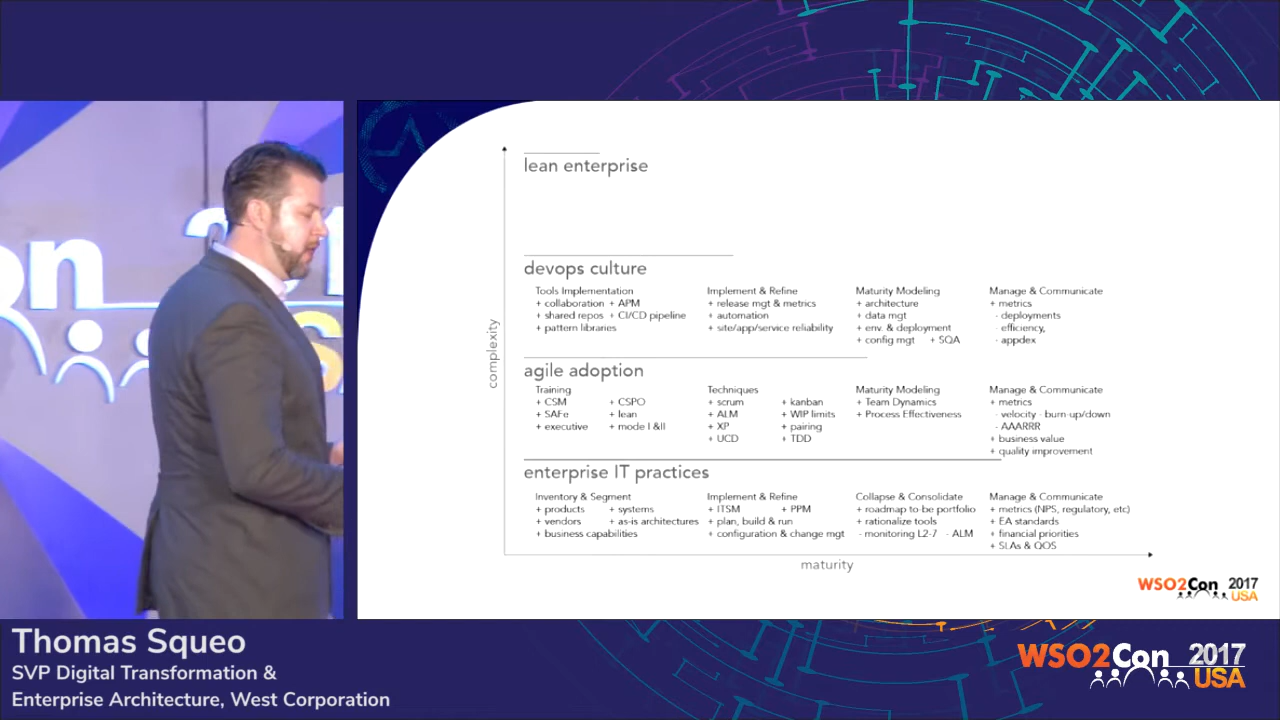 on 201
lean enterprise
devops culture
Tools Implementation
+ collaboration + APM
+ shared repos + CI/CD pipeline
+ pattern libraries
Implement & Refine
+ release mgt & metrics
+ automation
+ site/app/service reliability
Maturity Modeling
+ architecture
+ data mgt
+ env. & deployment
+ config mgt + SQA
Manage & Communicate
+ metrics
- deployments
- efficiency,
- appdex
agile adoption
Training
+ CSM + CSPO
+ SAFe + lean
+ executive + mode I &II
Techniques
+ scrum + kanban
+ ALM + WIP limits
+ XP + pairing
+ UCD + TDD
Maturity Modeling
+ Team Dynamics
+ Process Effectiveness
Manage & Communicate
+ metrics
- velocity - burn-up/down
- AAARRR
+ business value
+ quality improvement
enterprise IT practices
Inventory & Segment
+ products + systems
+ vendors + as-is architectures
+ business capabilities
Implement & Refine
+ ITSM + PPM
+ plan, build & run
+ configuration & change mgt
Collapse & Consolidate
+ roadmap to-be portfolio
+ rationalize tools
- monitoring L2-7 - ALM
Manage & Communicate
+ metrics (NPS, regulatory, etc)
+ EA standards
+ financial priorities
+ SLAs & QOS
complexity
maturity
WSO2Con 2017
USA
Thomas Squeo
SVP Digital Transformation &
Enterprise Architecture, West Corporation
WSO2Con 2017
USA